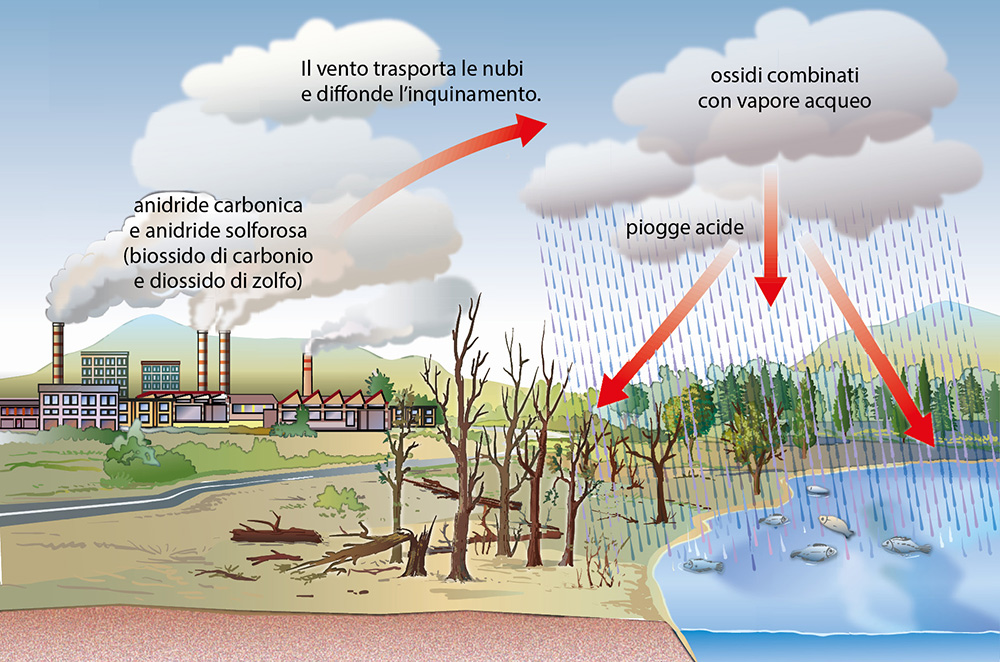 Il vento trasporta le nubi
e diffonde l'inquinamento.
ossidi combinati
con vapore acqueo
anidride carbonica
e anidride solforosa
(biossido di carbonio
e diossido di zolfo)
piogge acide